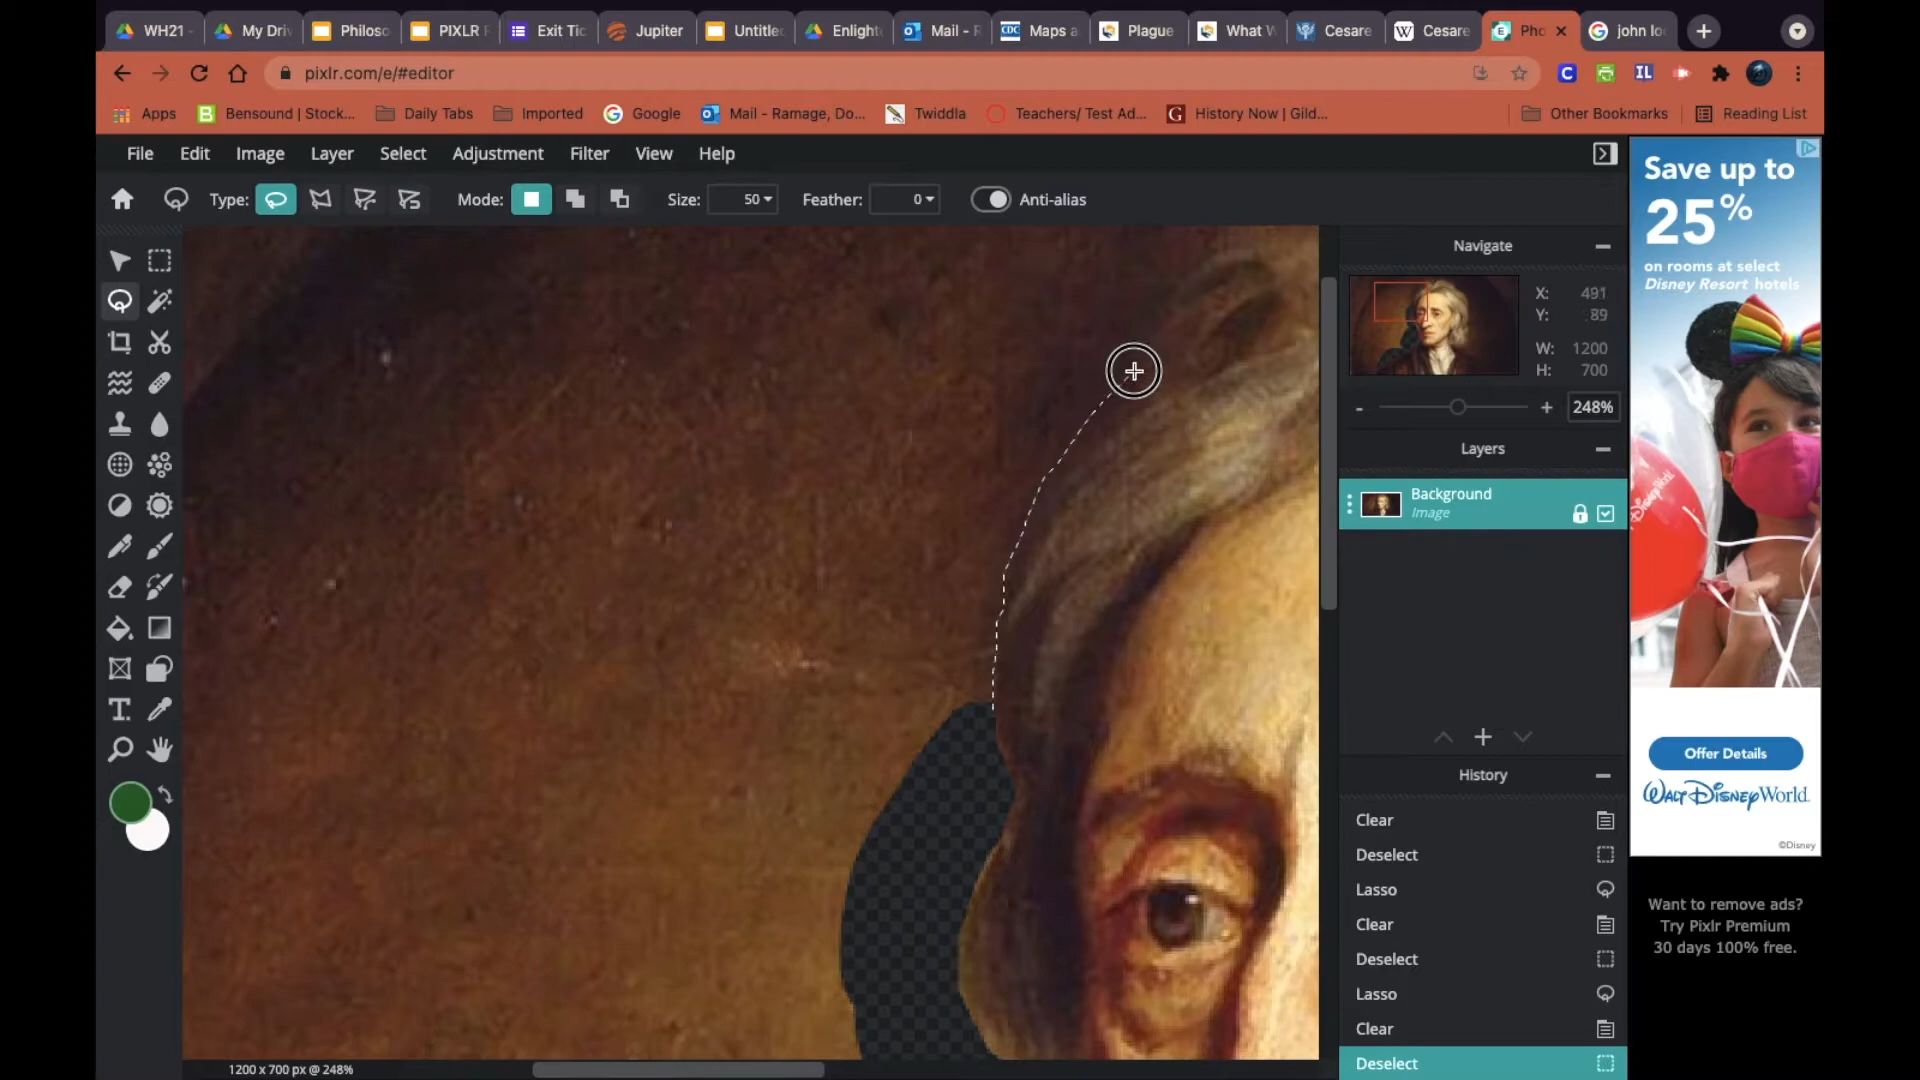 WH21 - My Driv Philoso PIXLR F Exit Tic Jupiter Untitle Enlight Mail - R Maps a Plague What W Cesare Cesare Pho john lo
pixlr.com/e/#editor
Apps Bensound | Stock... Daily Tabs Imported Google Mail - Ramage, Do... Twiddla Teachers/ Test Ad... History Now | Gild... Other Bookmarks Reading List
File Edit Image Layer Select Adjustment Filter View Help
Type: Mode: Size: 50 Feather: 0 Anti-alias
Navigate
X: 491
Y: 89
W: 1200
H: 700
- + 248%
Layers
Background
Image
History
Clear
Deselect
Lasso
Clear
Deselect
Lasso
Clear
Deselect
1200 x 700 px @ 248%
Save up to
25%
on rooms at select
Disney Resort hotels
Offer Details
WALT DISNEY World.
©Disney
Want to remove ads?
Try Pixlr Premium
30 days 100% free.